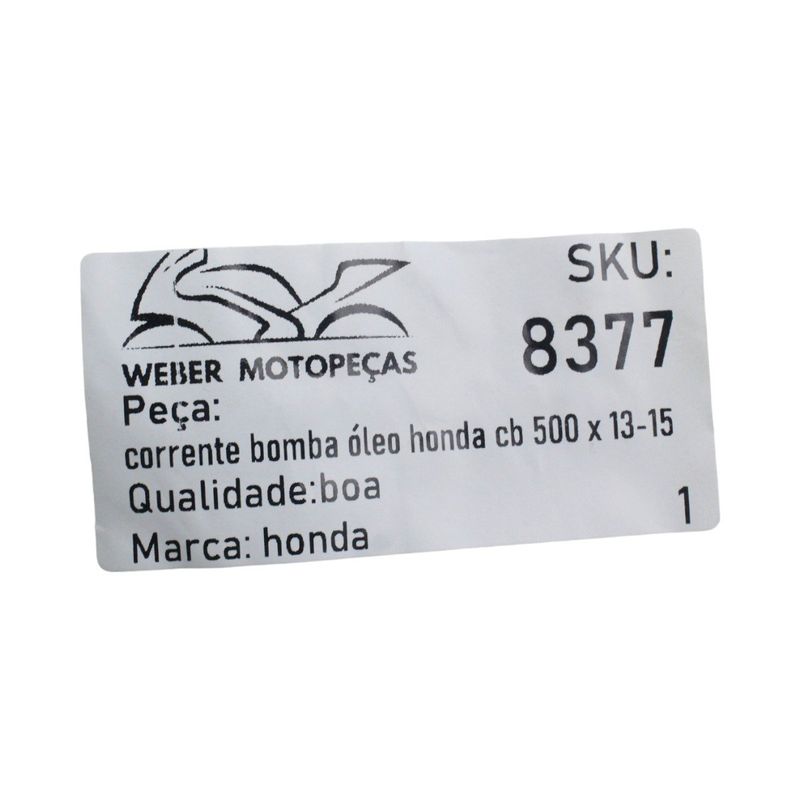 SKU:
8377
WEBER MOTOPEÇAS
Peça:
corrente bomba óleo honda cb 500 x 13-15
Qualidade:boa
Marca: honda
1